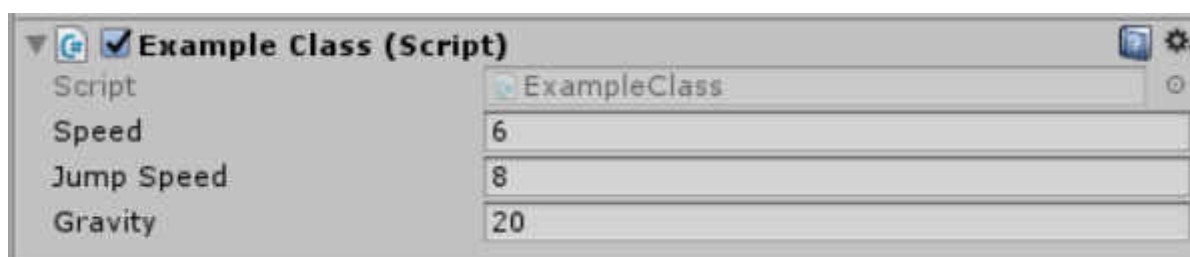 Example Class (Script)
Script ExampleClass
Speed 6
Jump Speed 8
Gravity 20